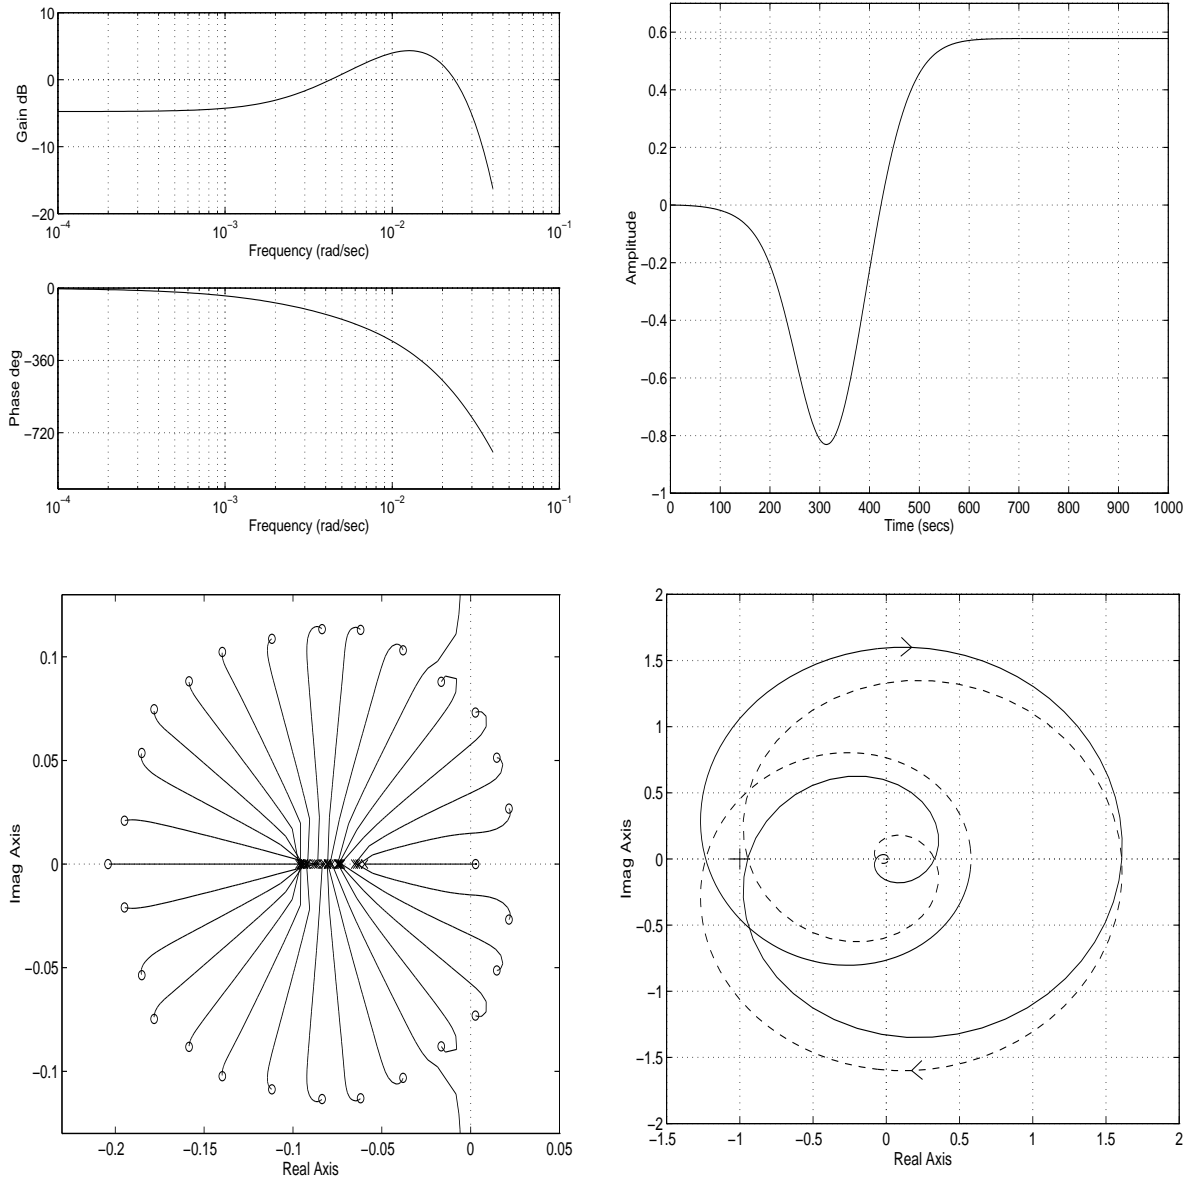 10
0
−10
−20
Gain dB
10−4
10−3
10−2
10−1
Frequency (rad/sec)
0
−360
−720
Phase deg
10−4
10−3
10−2
10−1
Frequency (rad/sec)
0.6
0.4
0.2
0
−0.2
−0.4
−0.6
−0.8
−1
Amplitude
0 100 200 300 400 500 600 700 800 900 1000
Time (secs)
0.1
0.05
0
−0.05
−0.1
Imag Axis
−0.2 −0.15 −0.1 −0.05 0 0.05
Real Axis
2
1.5
1
0.5
0
−0.5
−1
−1.5
−2
Imag Axis
−1.5 −1 −0.5 0 0.5 1 1.5 2
Real Axis